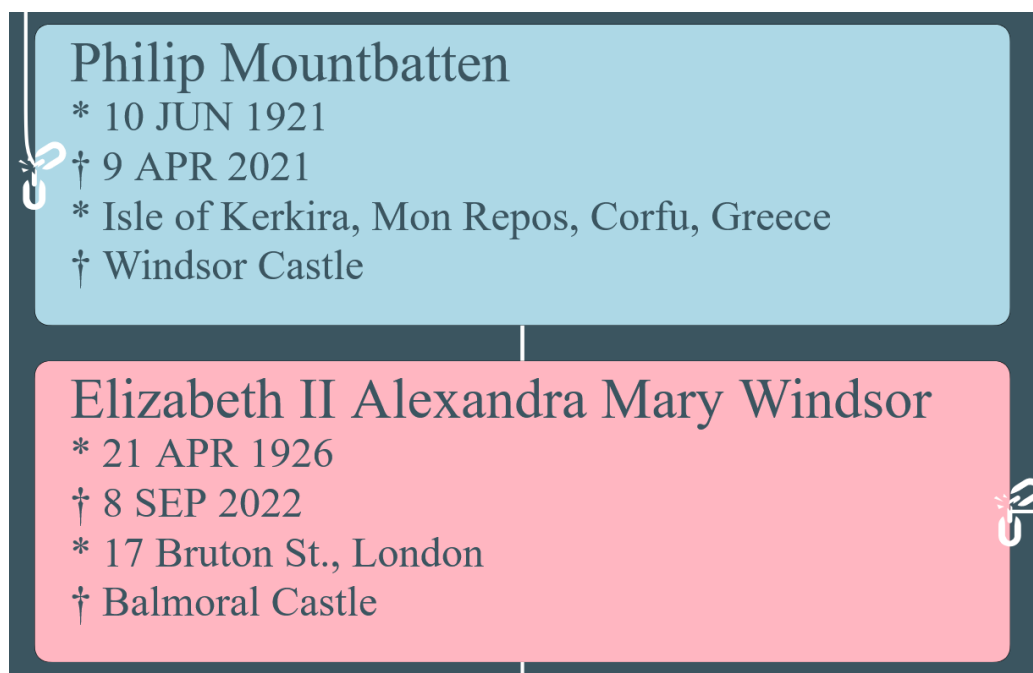 Philip Mountbatten
* 10 JUN 1921
† 9 APR 2021
* Isle of Kerkira, Mon Repos, Corfu, Greece
† Windsor Castle
Elizabeth II Alexandra Mary Windsor
* 21 APR 1926
† 8 SEP 2022
* 17 Bruton St., London
† Balmoral Castle